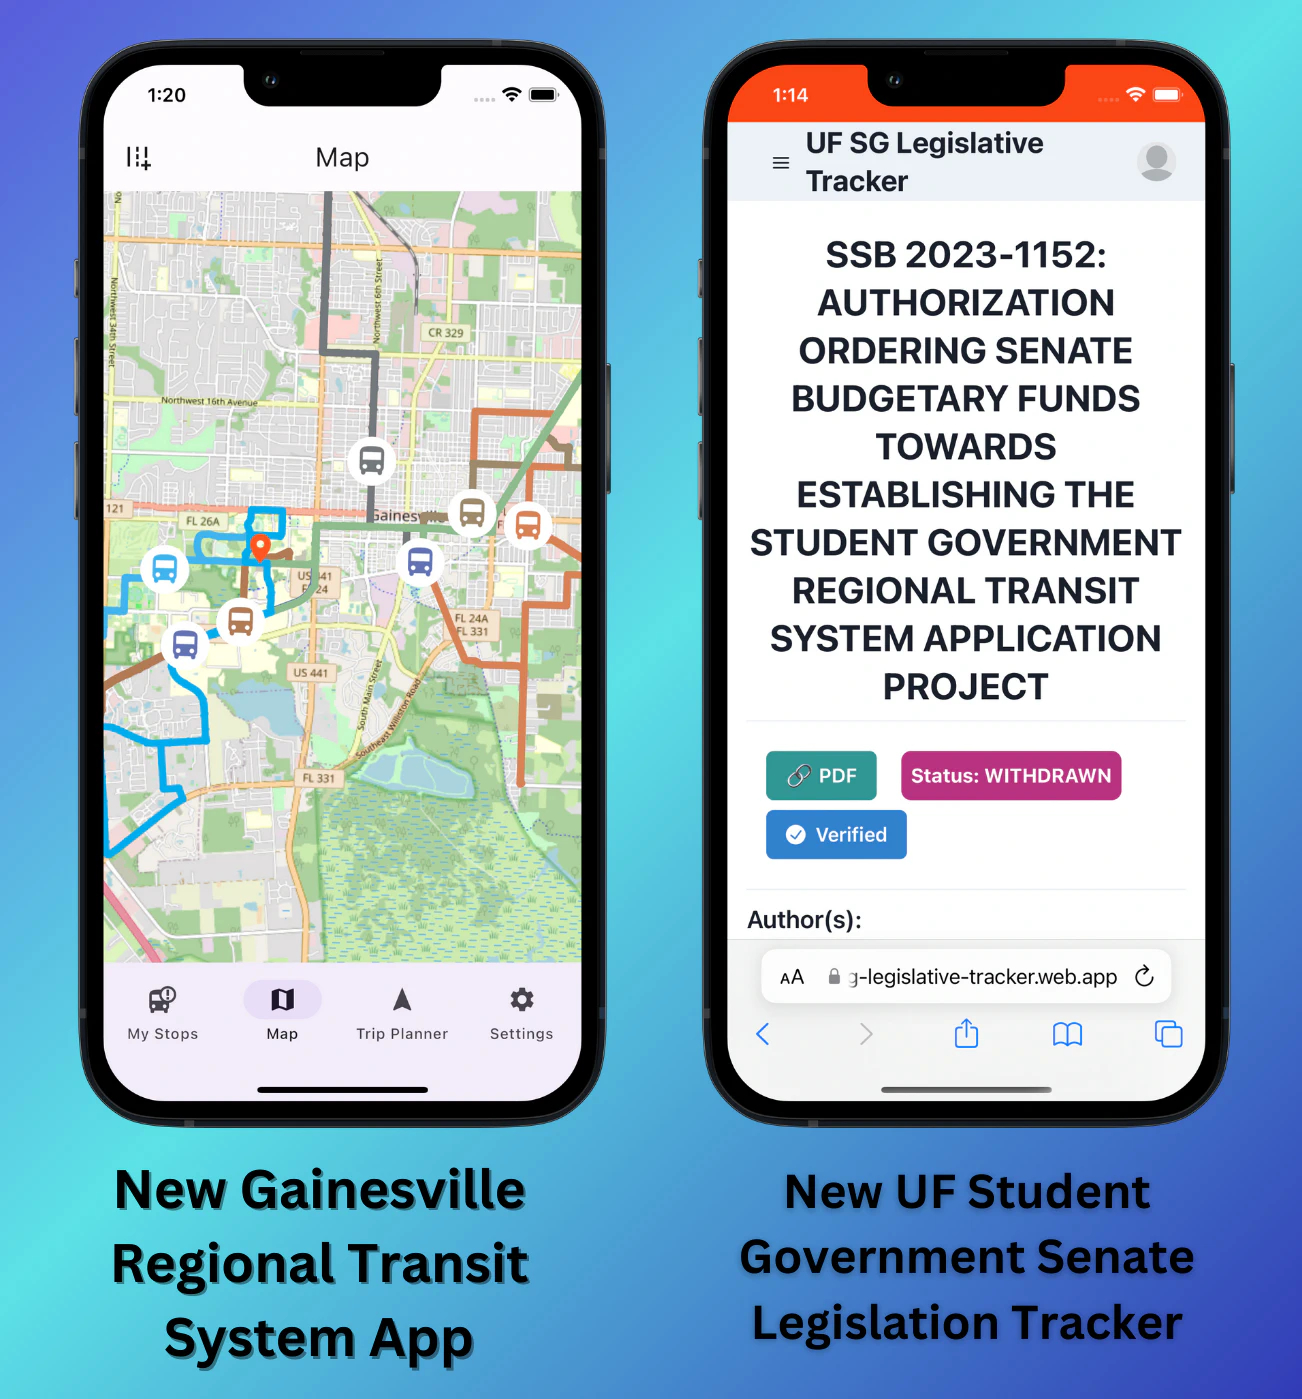 1:20
Map
No
Northwest 34th Street
Northwest 6th Street
CR 329
Northwest 16th Avenue
121
FL 26A
Gainesv
US 441
FL 24A
FL 331
US 441
South Main Street
Southeast Williston Road
FL 331
My Stops
Map
Trip Planner
Settings
New Gainesville
Regional Transit
System App
1:14
UF SG Legislative
Tracker
SSB 2023-1152:
AUTHORIZATION
ORDERING SENATE
BUDGETARY FUNDS
TOWARDS
ESTABLISHING THE
STUDENT GOVERNMENT
REGIONAL TRANSIT
SYSTEM APPLICATION
PROJECT
PDF
Status: WITHDRAWN
Verified
Author(s):
AA
g-legislative-tracker.web.app
New UF Student
Government Senate
Legislation Tracker